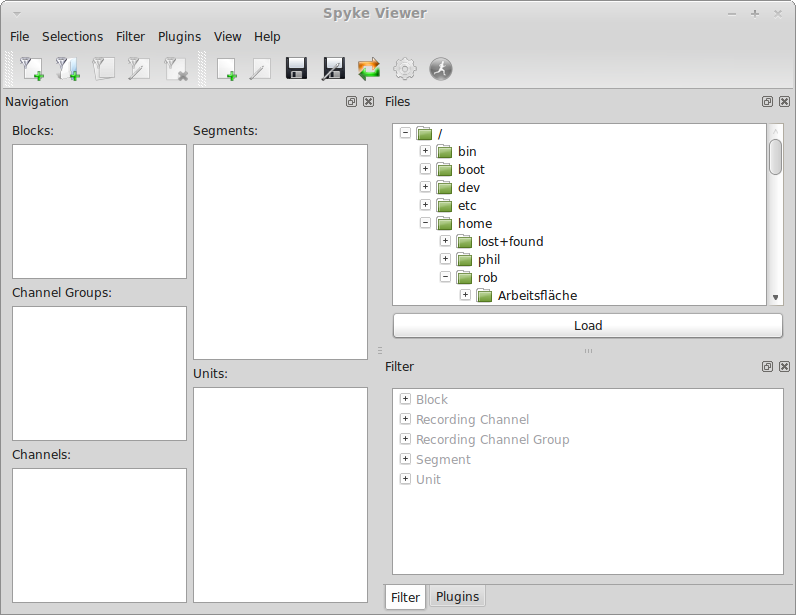 Spyke Viewer
File Selections Filter Plugins View Help
Navigation
Blocks:
Segments:
Channel Groups:
Units:
Channels:
Files
/
bin
boot
dev
etc
home
lost+found
phil
rob
Arbeitsfläche
Load
Filter
Block
Recording Channel
Recording Channel Group
Segment
Unit
Filter Plugins